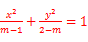 x²/(m−1) + y²/(2−m) = 1